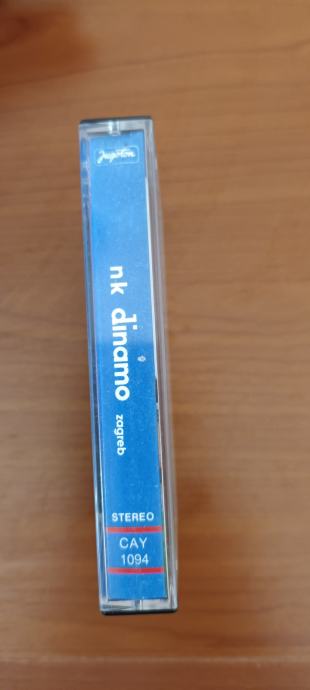 Jugoton
nk dinamo zagreb
STEREO
CAY
1094